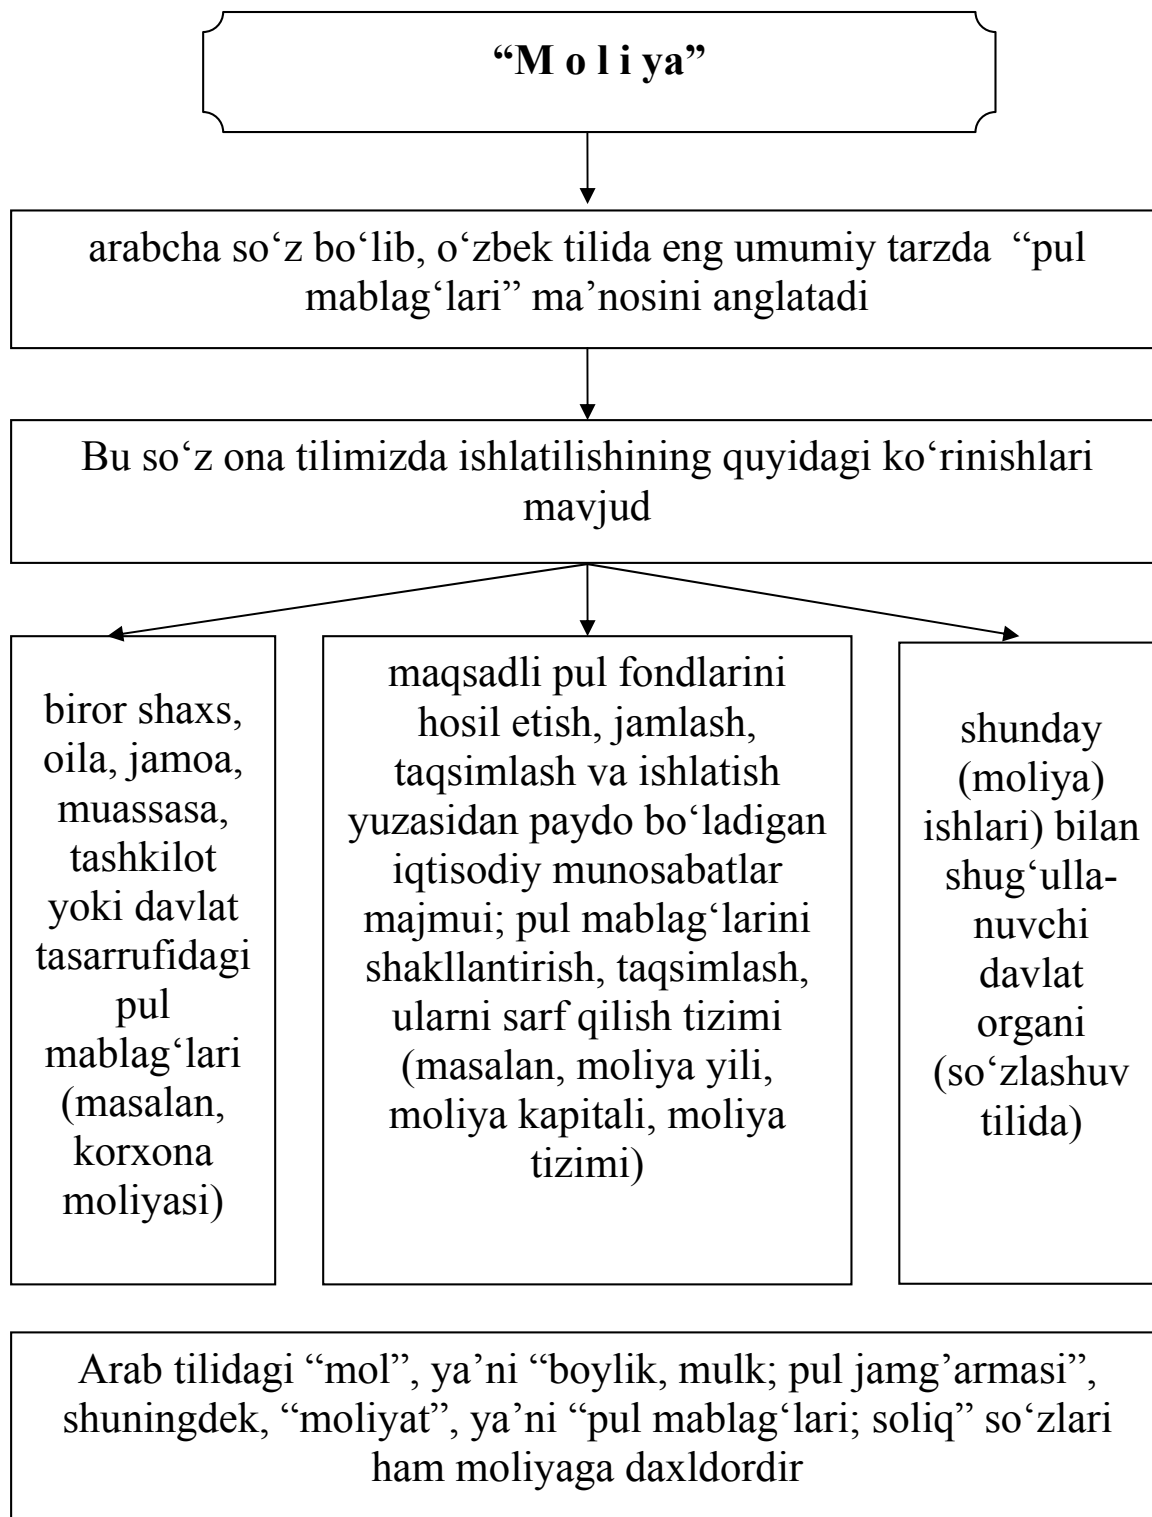 “M o l i ya”
arabcha so‘z bo‘lib, o‘zbek tilida eng umumiy tarzda “pul
mablag‘lari” ma’nosini anglatadi
Bu so‘z ona tilimizda ishlatilishining quyidagi ko‘rinishlari
mavjud
biror shaxs,
oila, jamoa,
muassasa,
tashkilot
yoki davlat
tasarrufidagi
pul
mablag‘lari
(masalan,
korxona
moliyasi)
maqsadli pul fondlarini
hosil etish, jamlash,
taqsimlash va ishlatish
yuzasidan paydo bo‘ladigan
iqtisodiy munosabatlar
majmui; pul mablag‘larini
shakllantirish, taqsimlash,
ularni sarf qilish tizimi
(masalan, moliya yili,
moliya kapitali, moliya
tizimi)
shunday
(moliya)
ishlari) bilan
shug‘ulla-
nuvchi
davlat
organi
(so‘zlashuv
tilida)
Arab tilidagi “mol”, ya’ni “boylik, mulk; pul jamg’armasi”,
shuningdek, “moliyat”, ya’ni “pul mablag‘lari; soliq” so‘zlari
ham moliyaga daxldordir